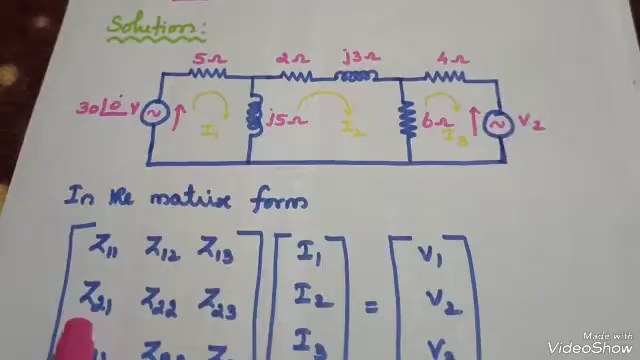 Solutions:
5Ω 2Ω j3Ω 4Ω
30∠0° V I₁ j5Ω I₂ 6Ω I₃ V₂
In the matrix form
Z₁₁ Z₁₂ Z₁₃ I₁ V₁
Z₂₁ Z₂₂ Z₂₃ I₂ = V₂
I₃
Made with
VideoShow